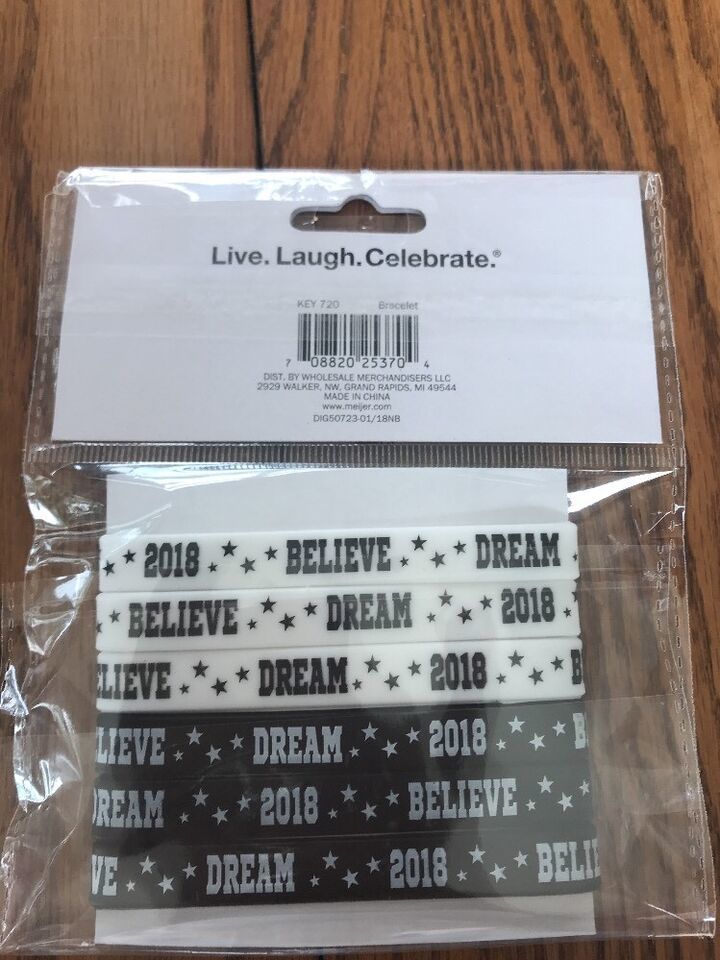 Live. Laugh. Celebrate.®
KEY 720 Bracelet
7 08820 25370 4
DIST. BY WHOLESALE MERCHANDISERS LLC
2929 WALKER, NW, GRAND RAPIDS, MI 49544
MADE IN CHINA
www.meijer.com
DIG50723-01/18NB
2018 BELIEVE DREAM
BELIEVE DREAM 2018
LIEVE DREAM 2018 B
LIEVE DREAM 2018 B
DREAM 2018 BELIEVE
VE DREAM 2018 BELI